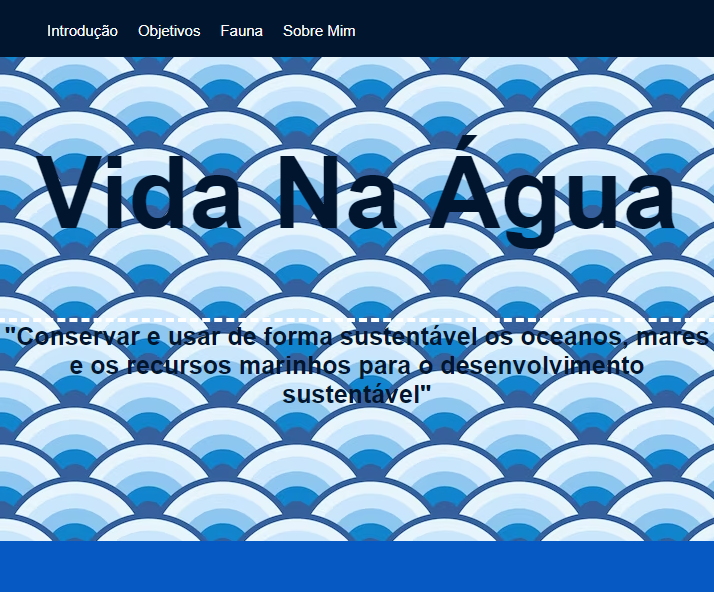 Introdução Objetivos Fauna Sobre Mim
Vida Na Água
"Conservar e usar de forma sustentável os oceanos, mares
e os recursos marinhos para o desenvolvimento
sustentável"